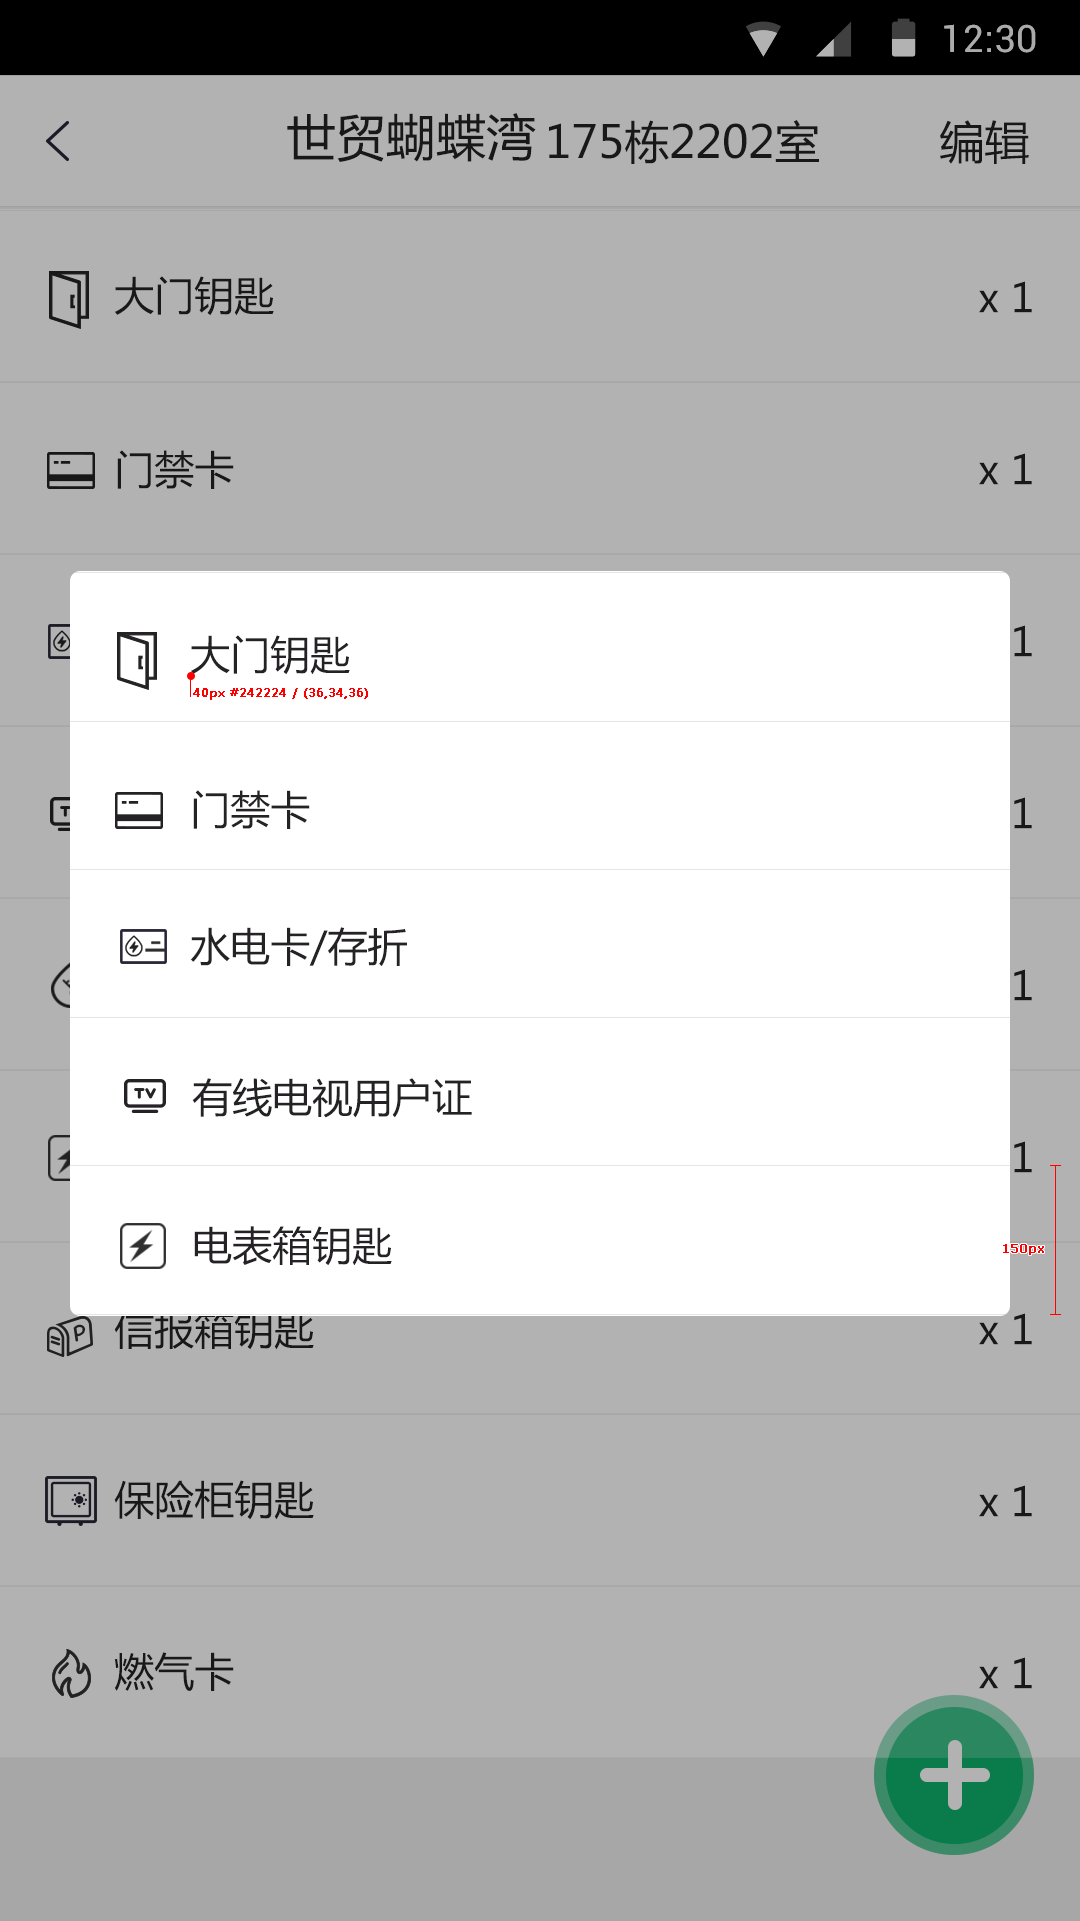 12:30
世贸蝴蝶湾 175栋2202室 编辑
大门钥匙 x 1
门禁卡 x 1
1
大门钥匙
40px #242224 / (36,34,36)
门禁卡
1
水电卡/存折
1
TV 有线电视用户证
1
电表箱钥匙
150px
信报箱钥匙 x 1
保险柜钥匙 x 1
燃气卡 x 1